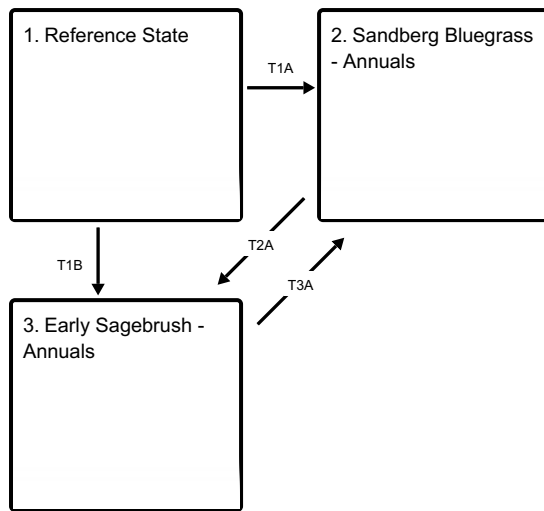 1. Reference State
2. Sandberg Bluegrass
- Annuals
T1A
T2A
T1B
T3A
3. Early Sagebrush -
Annuals